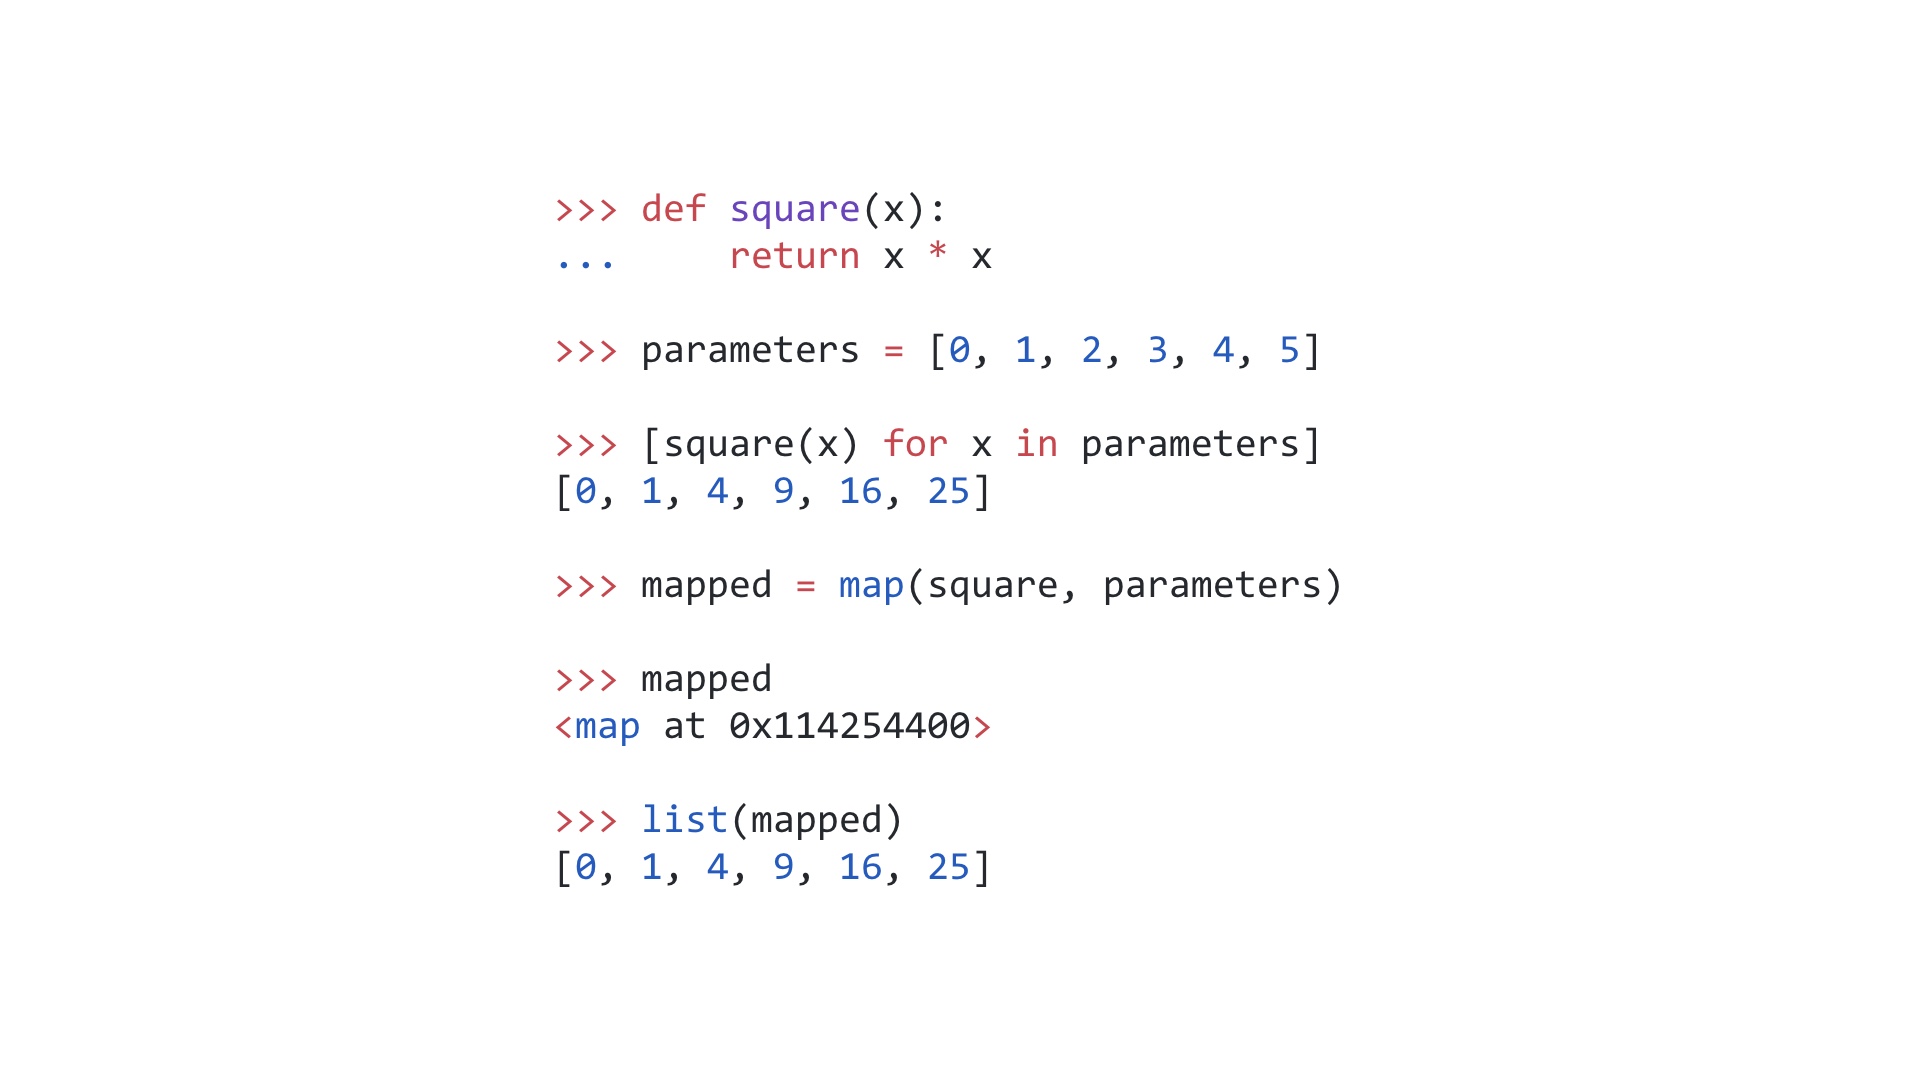 >>> def square(x):
...     return x * x
>>> parameters = [0, 1, 2, 3, 4, 5]
>>> [square(x) for x in parameters]
[0, 1, 4, 9, 16, 25]
>>> mapped = map(square, parameters)
>>> mapped
<map at 0x114254400>
>>> list(mapped)
[0, 1, 4, 9, 16, 25]